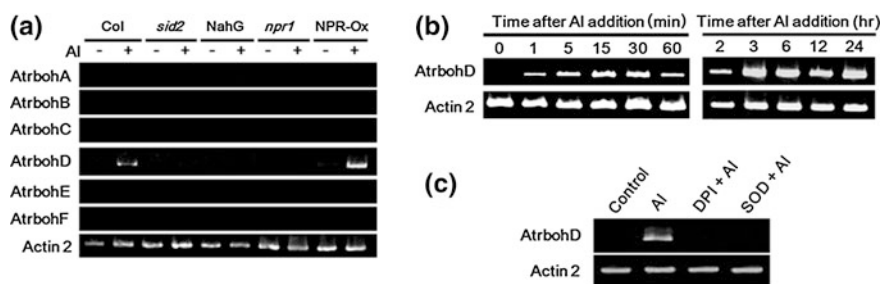 (a)
Col sid2 NahG npr1 NPR-Ox
Al - + - + - + - + - +
AtrbohA
AtrbohB
AtrbohC
AtrbohD
AtrbohE
AtrbohF
Actin 2
(b)
Time after Al addition (min) Time after Al addition (hr)
0 1 5 15 30 60 2 3 6 12 24
AtrbohD
Actin 2
(c)
Control Al DPI + Al SOD + Al
AtrbohD
Actin 2